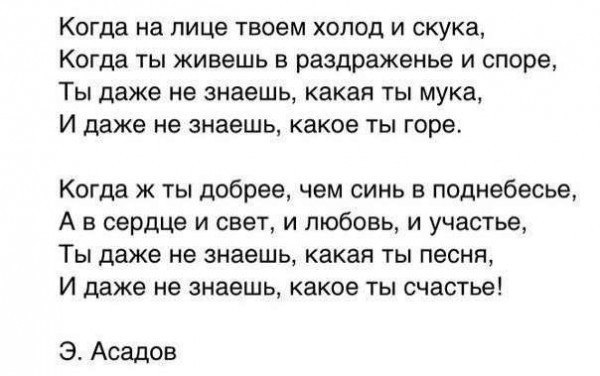 Когда на лице твоем холод и скука,
Когда ты живешь в раздраженье и споре,
Ты даже не знаешь, какая ты мука,
И даже не знаешь, какое ты горе.
Когда ж ты добрее, чем синь в поднебесье,
А в сердце и свет, и любовь, и участье,
Ты даже не знаешь, какая ты песня,
И даже не знаешь, какое ты счастье!
Э. Асадов